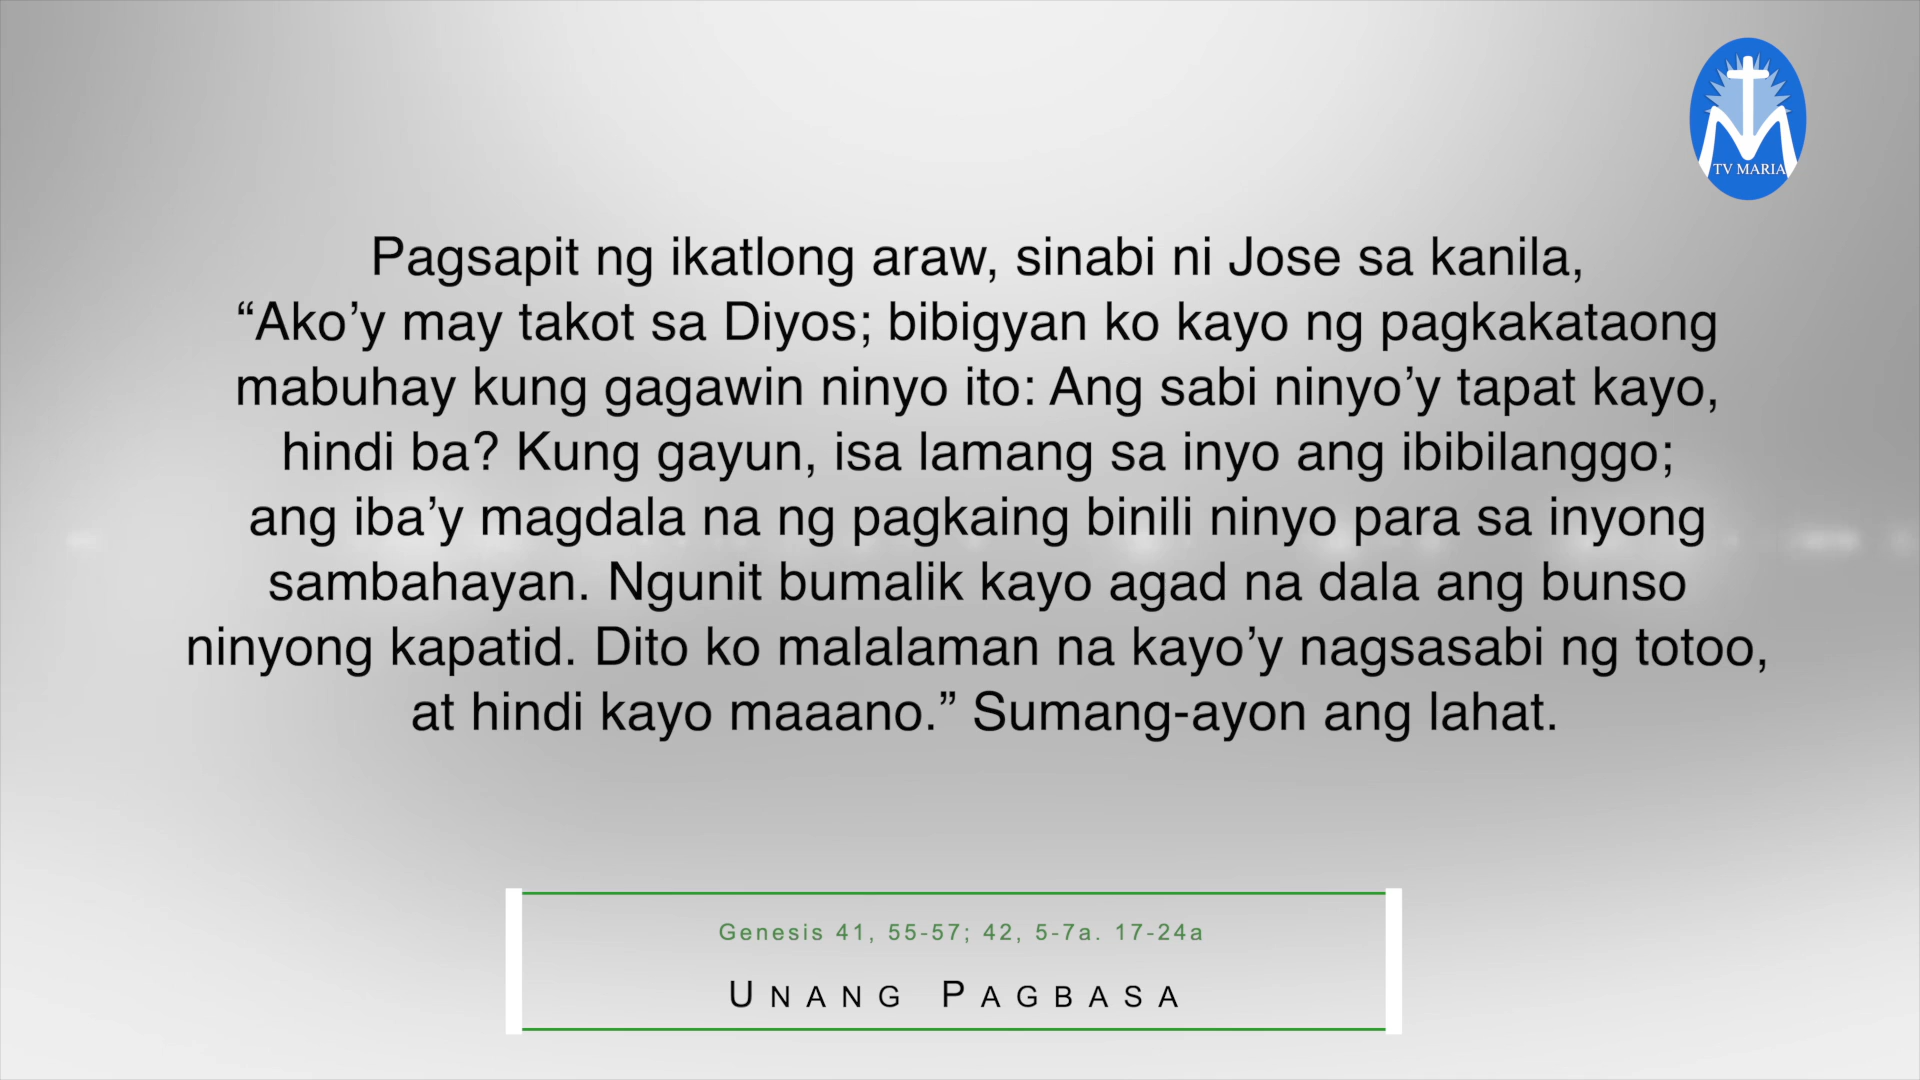 TV MARIA
Pagsapit ng ikatlong araw, sinabi ni Jose sa kanila,
“Ako’y may takot sa Diyos; bibigyan ko kayo ng pagkakataong
mabuhay kung gagawin ninyo ito: Ang sabi ninyo’y tapat kayo,
hindi ba? Kung gayun, isa lamang sa inyo ang ibibilanggo;
ang iba’y magdala na ng pagkaing binili ninyo para sa inyong
sambahayan. Ngunit bumalik kayo agad na dala ang bunso
ninyong kapatid. Dito ko malalaman na kayo’y nagsasabi ng totoo,
at hindi kayo maaano.” Sumang-ayon ang lahat.
Genesis 41, 55-57; 42, 5-7a. 17-24a
UNANG PAGBASA